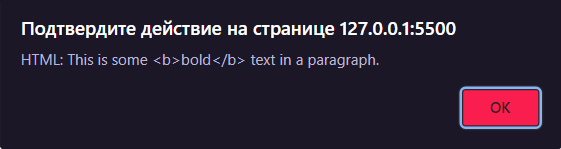 Подтвердите действие на странице 127.0.0.1:5500
HTML: This is some <b>bold</b> text in a paragraph.
OK